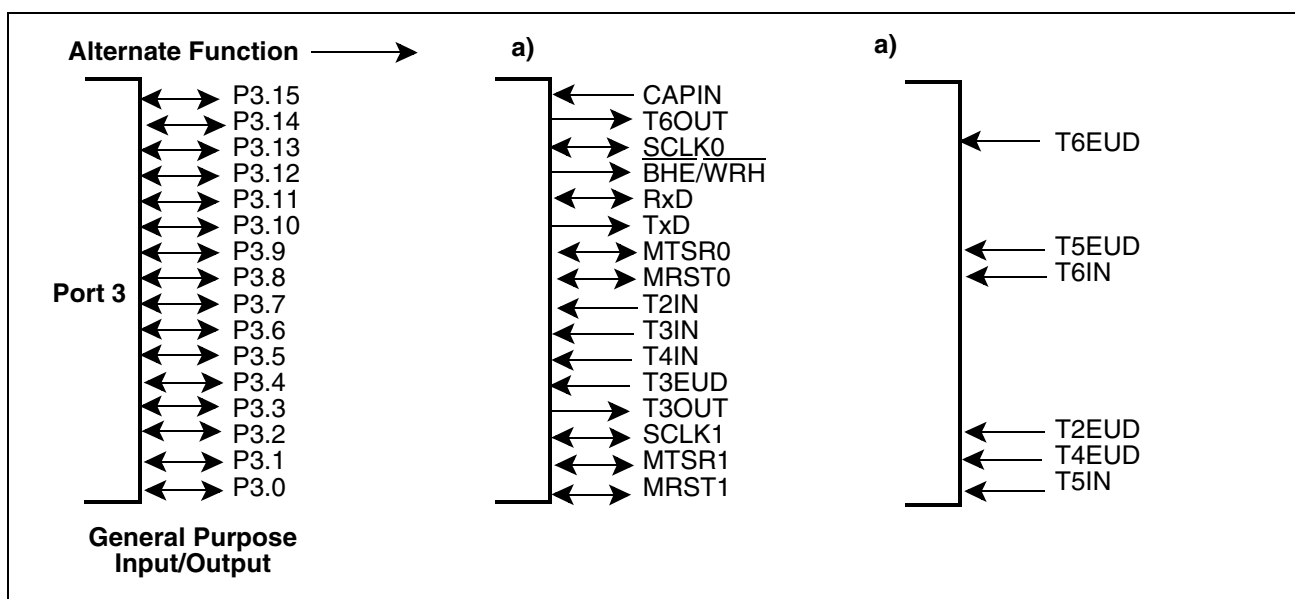 Alternate Function
a)
a)
Port 3
P3.15
P3.14
P3.13
P3.12
P3.11
P3.10
P3.9
P3.8
P3.7
P3.6
P3.5
P3.4
P3.3
P3.2
P3.1
P3.0
General Purpose
Input/Output
CAPIN
T6OUT
SCLK0
BHE/WRH
RxD
TxD
MTSR0
MRST0
T2IN
T3IN
T4IN
T3EUD
T3OUT
SCLK1
MTSR1
MRST1
T6EUD
T5EUD
T6IN
T2EUD
T4EUD
T5IN